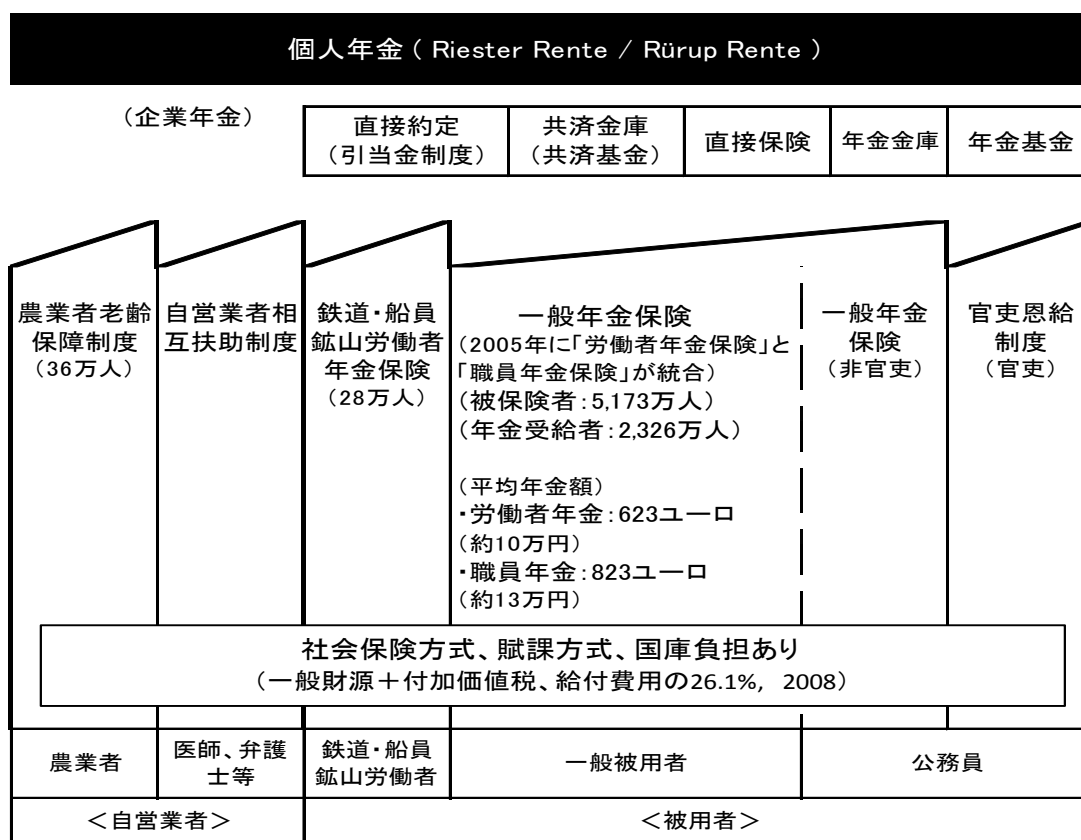 個人年金（ Riester Rente / Rürup Rente ）
（企業年金）
直接約定
（引当金制度）
共済金庫
（共済基金）
直接保険
年金金庫
年金基金
農業者老齢
保障制度
（36万人）
自営業者相
互扶助制度
鉄道・船員
鉱山労働者
年金保険
（28万人）
一般年金保険
（2005年に「労働者年金保険」と
「職員年金保険」が統合）
（被保険者：5,173万人）
（年金受給者：2,326万人）
（平均年金額）
・労働者年金：623ユーロ
（約10万円）
・職員年金：823ユーロ
（約13万円）
一般年金
保険
（非官吏）
官吏恩給
制度
（官吏）
社会保険方式、賦課方式、国庫負担あり
（一般財源＋付加価値税、給付費用の26.1%, 2008）
農業者
医師、弁護
士等
鉄道・船員
鉱山労働者
一般被用者
公務員
＜自営業者＞
＜被用者＞